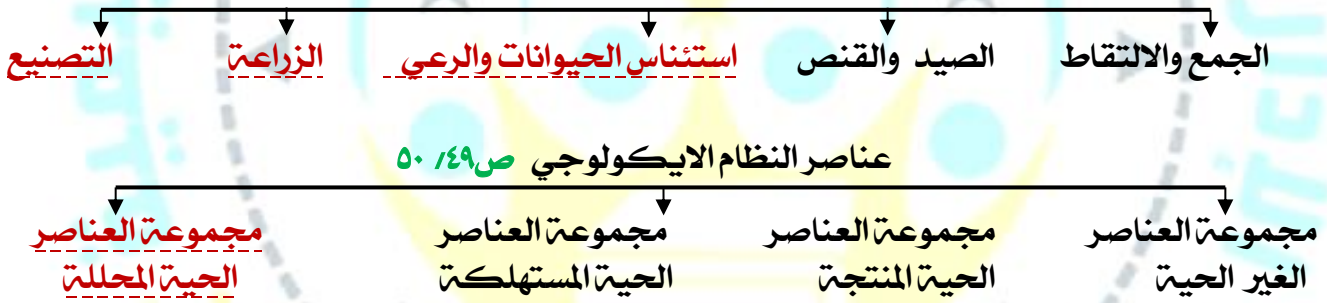 الجمع والالتقاط الصيد والقنص استئناس الحيوانات والرعي الزراعة التصنيع
عناصر النظام الايكولوجي ص٤٩/ ٥٠
مجموعة العناصر مجموعة العناصر مجموعة العناصر مجموعة العناصر
الغير الحية الحية المنتجة الحية المستهلكة الحية المحللة